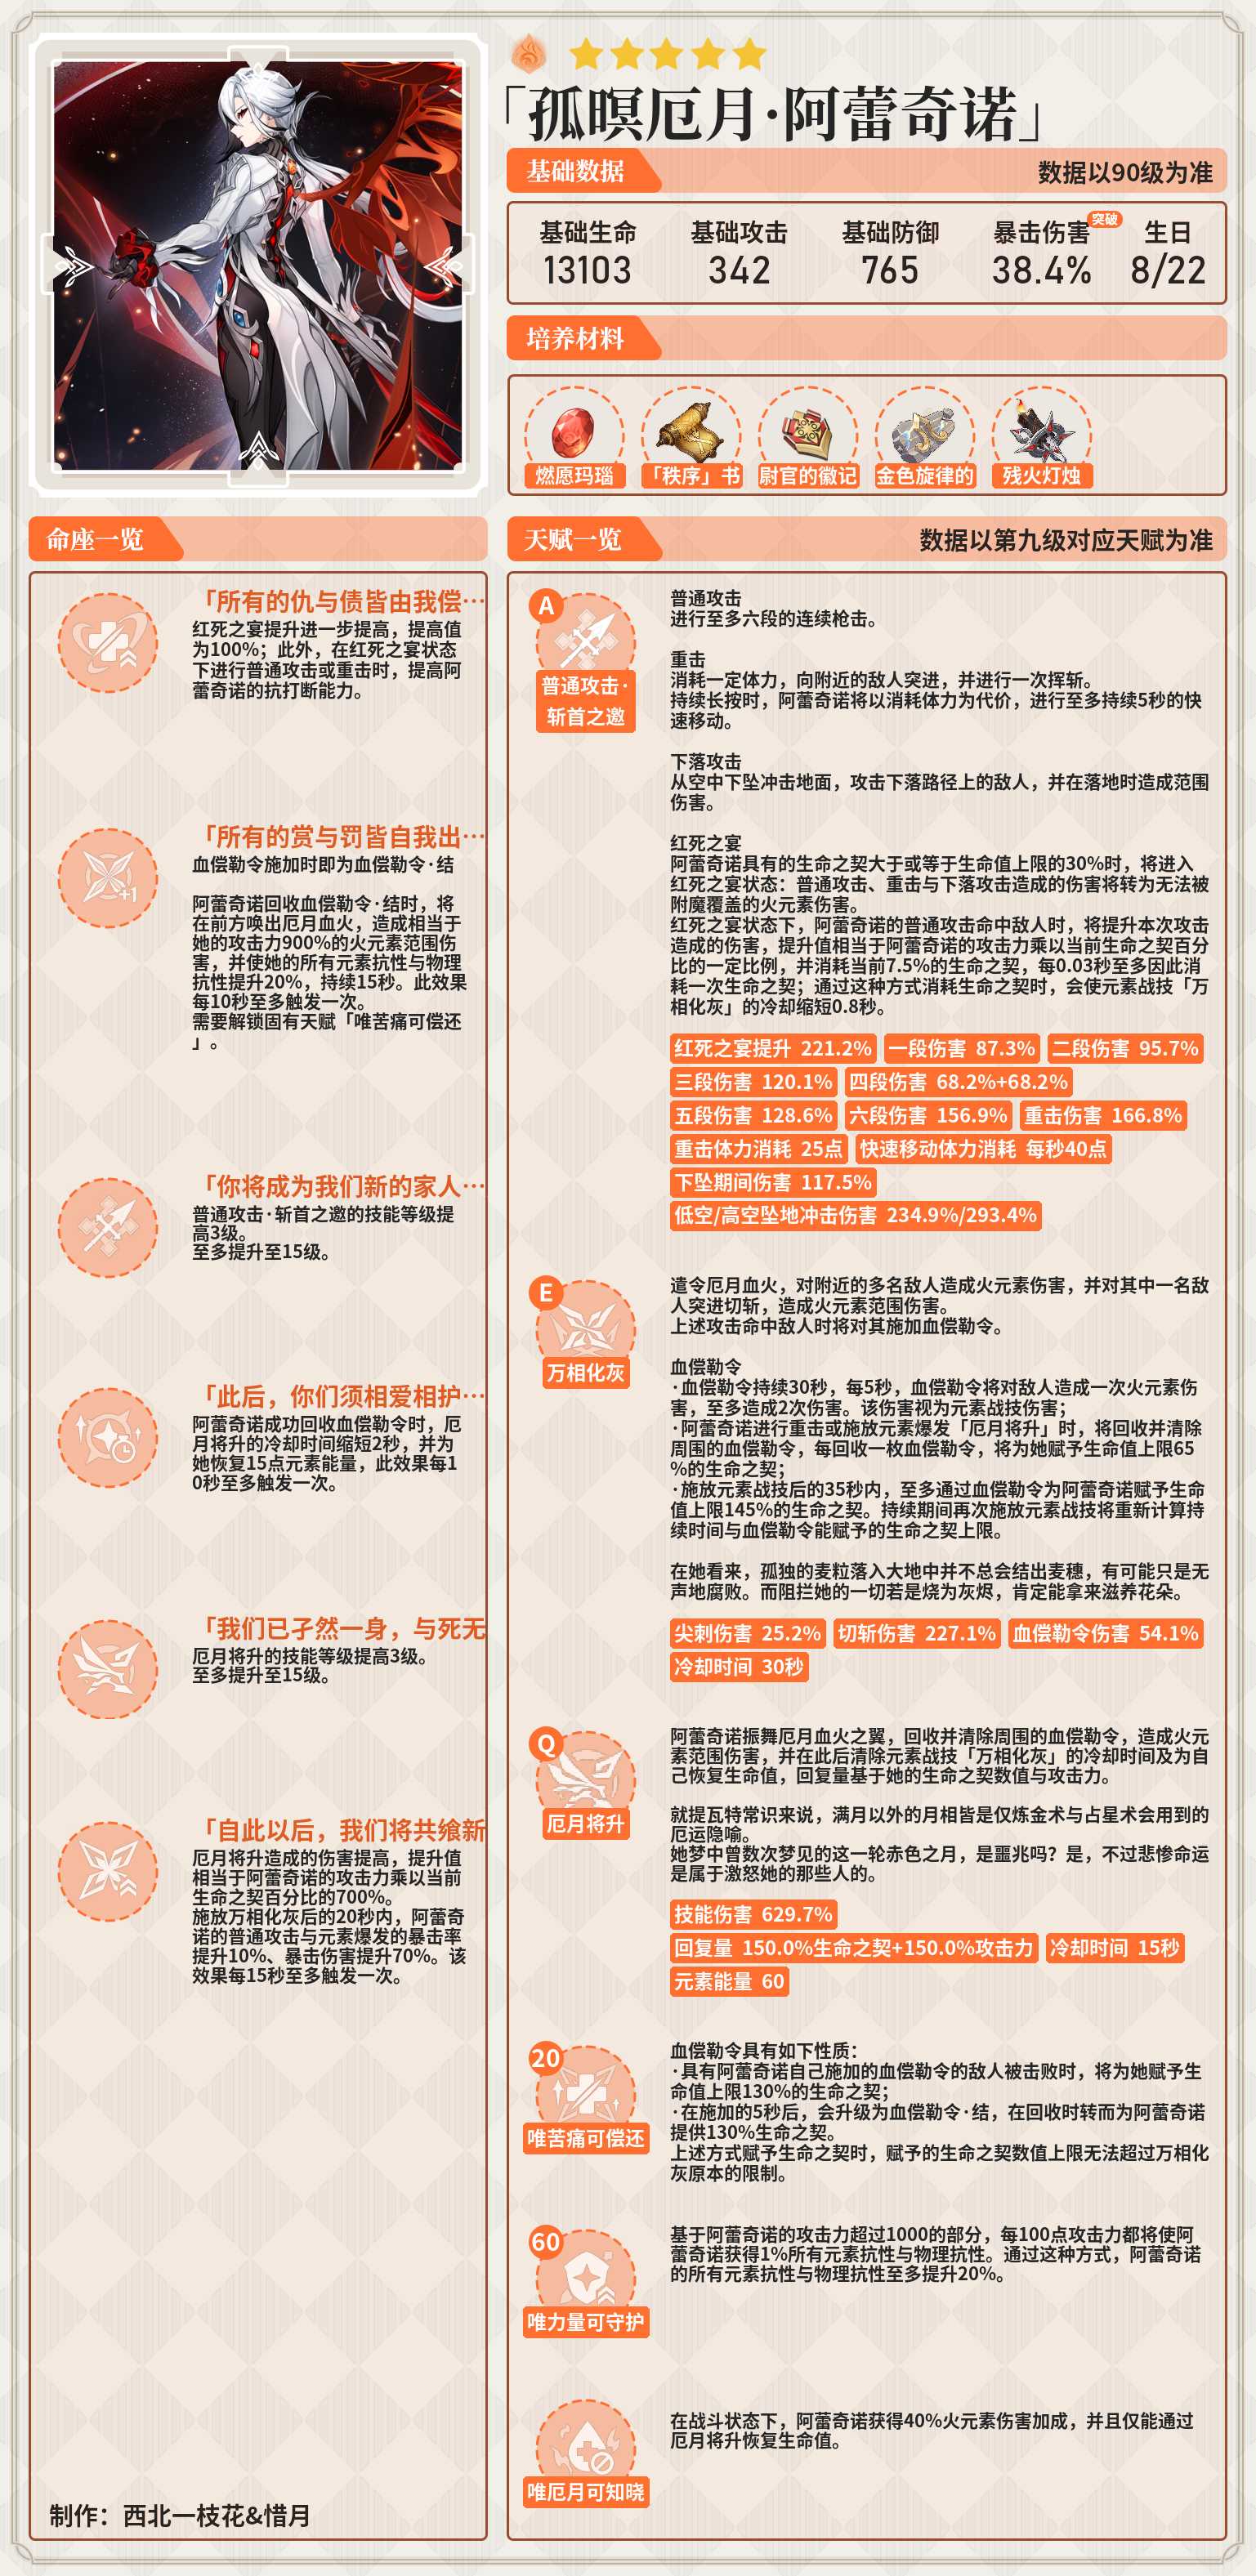 「孤暝厄月·阿蕾奇诺」
基础数据
数据以90级为准
基础生命 基础攻击 基础防御 暴击伤害 突破 生日
13103 342 765 38.4% 8/22
培养材料
燃愿玛瑙 「秩序」书 尉官的徽记 金色旋律的 残火灯烛
命座一览
「所有的仇与债皆由我偿…
红死之宴提升进一步提高，提高值
为100%；此外，在红死之宴状态
下进行普通攻击或重击时，提高阿
蕾奇诺的抗打断能力。
「所有的赏与罚皆自我出…
血偿勒令施加时即为血偿勒令·结
阿蕾奇诺回收血偿勒令·结时，将
在前方唤出厄月血火，造成相当于
她的攻击力900%的火元素范围伤
害，并使她的所有元素抗性与物理
抗性提升20%，持续15秒。此效果
每10秒至多触发一次。
需要解锁固有天赋「唯苦痛可偿还
」。
「你将成为我们新的家人…
普通攻击·斩首之邀的技能等级提
高3级。
至多提升至15级。
「此后，你们须相爱相护…
阿蕾奇诺成功回收血偿勒令时，厄
月将升的冷却时间缩短2秒，并为
她恢复15点元素能量，此效果每1
0秒至多触发一次。
「我们已孑然一身，与死无
厄月将升的技能等级提高3级。
至多提升至15级。
「自此以后，我们将共飨新
厄月将升造成的伤害提高，提升值
相当于阿蕾奇诺的攻击力乘以当前
生命之契百分比的700%。
施放万相化灰后的20秒内，阿蕾奇
诺的普通攻击与元素爆发的暴击率
提升10%、暴击伤害提升70%。该
效果每15秒至多触发一次。
制作：西北一枝花&惜月
天赋一览
数据以第九级对应天赋为准
A
普通攻击·
斩首之邀
普通攻击
进行至多六段的连续枪击。
重击
消耗一定体力，向附近的敌人突进，并进行一次挥斩。
持续长按时，阿蕾奇诺将以消耗体力为代价，进行至多持续5秒的快
速移动。
下落攻击
从空中下坠冲击地面，攻击下落路径上的敌人，并在落地时造成范围
伤害。
红死之宴
阿蕾奇诺具有的生命之契大于或等于生命值上限的30%时，将进入
红死之宴状态：普通攻击、重击与下落攻击造成的伤害将转为无法被
附魔覆盖的火元素伤害。
红死之宴状态下，阿蕾奇诺的普通攻击命中敌人时，将提升本次攻击
造成的伤害，提升值相当于阿蕾奇诺的攻击力乘以当前生命之契百分
比的一定比例，并消耗当前7.5%的生命之契，每0.03秒至多因此消
耗一次生命之契；通过这种方式消耗生命之契时，会使元素战技「万
相化灰」的冷却缩短0.8秒。
红死之宴提升 221.2% 一段伤害 87.3% 二段伤害 95.7%
三段伤害 120.1% 四段伤害 68.2%+68.2%
五段伤害 128.6% 六段伤害 156.9% 重击伤害 166.8%
重击体力消耗 25点 快速移动体力消耗 每秒40点
下坠期间伤害 117.5%
低空/高空坠地冲击伤害 234.9%/293.4%
E
万相化灰
遣令厄月血火，对附近的多名敌人造成火元素伤害，并对其中一名敌
人突进切斩，造成火元素范围伤害。
上述攻击命中敌人时将对其施加血偿勒令。
血偿勒令
·血偿勒令持续30秒，每5秒，血偿勒令将对敌人造成一次火元素伤
害，至多造成2次伤害。该伤害视为元素战技伤害；
·阿蕾奇诺进行重击或施放元素爆发「厄月将升」时，将回收并清除
周围的血偿勒令，每回收一枚血偿勒令，将为她赋予生命值上限65
%的生命之契；
·施放元素战技后的35秒内，至多通过血偿勒令为阿蕾奇诺赋予生命
值上限145%的生命之契。持续期间再次施放元素战技将重新计算持
续时间与血偿勒令能赋予的生命之契上限。
在她看来，孤独的麦粒落入大地中并不总会结出麦穗，有可能只是无
声地腐败。而阻拦她的一切若是烧为灰烬，肯定能拿来滋养花朵。
尖刺伤害 25.2% 切斩伤害 227.1% 血偿勒令伤害 54.1%
冷却时间 30秒
Q
厄月将升
阿蕾奇诺振舞厄月血火之翼，回收并清除周围的血偿勒令，造成火元
素范围伤害，并在此后清除元素战技「万相化灰」的冷却时间及为自
己恢复生命值，回复量基于她的生命之契数值与攻击力。
就提瓦特常识来说，满月以外的月相皆是仅炼金术与占星术会用到的
厄运隐喻。
她梦中曾数次梦见的这一轮赤色之月，是噩兆吗？是，不过悲惨命运
是属于激怒她的那些人的。
技能伤害 629.7%
回复量 150.0%生命之契+150.0%攻击力 冷却时间 15秒
元素能量 60
20
唯苦痛可偿还
血偿勒令具有如下性质：
·具有阿蕾奇诺自己施加的血偿勒令的敌人被击败时，将为她赋予生
命值上限130%的生命之契；
·在施加的5秒后，会升级为血偿勒令·结，在回收时转而为阿蕾奇诺
提供130%生命之契。
上述方式赋予生命之契时，赋予的生命之契数值上限无法超过万相化
灰原本的限制。
60
唯力量可守护
基于阿蕾奇诺的攻击力超过1000的部分，每100点攻击力都将使阿
蕾奇诺获得1%所有元素抗性与物理抗性。通过这种方式，阿蕾奇诺
的所有元素抗性与物理抗性至多提升20%。
唯厄月可知晓
在战斗状态下，阿蕾奇诺获得40%火元素伤害加成，并且仅能通过
厄月将升恢复生命值。